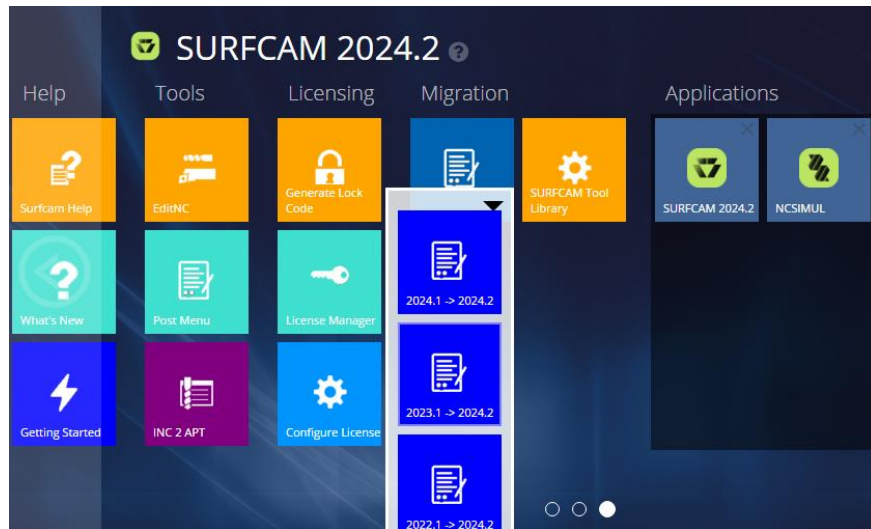 SURFCAM 2024.2 ?
Help
Tools
Licensing
Migration
Applications
Surfcam Help
EditNC
Generate Lock
Code
SURFCAM Tool
Library
SURFCAM 2024.2
NCSIMUL
What's New
Post Menu
License Manager
2024.1 -> 2024.2
Getting Started
INC 2 APT
Configure License
2023.1 -> 2024.2
2022.1 -> 2024.2